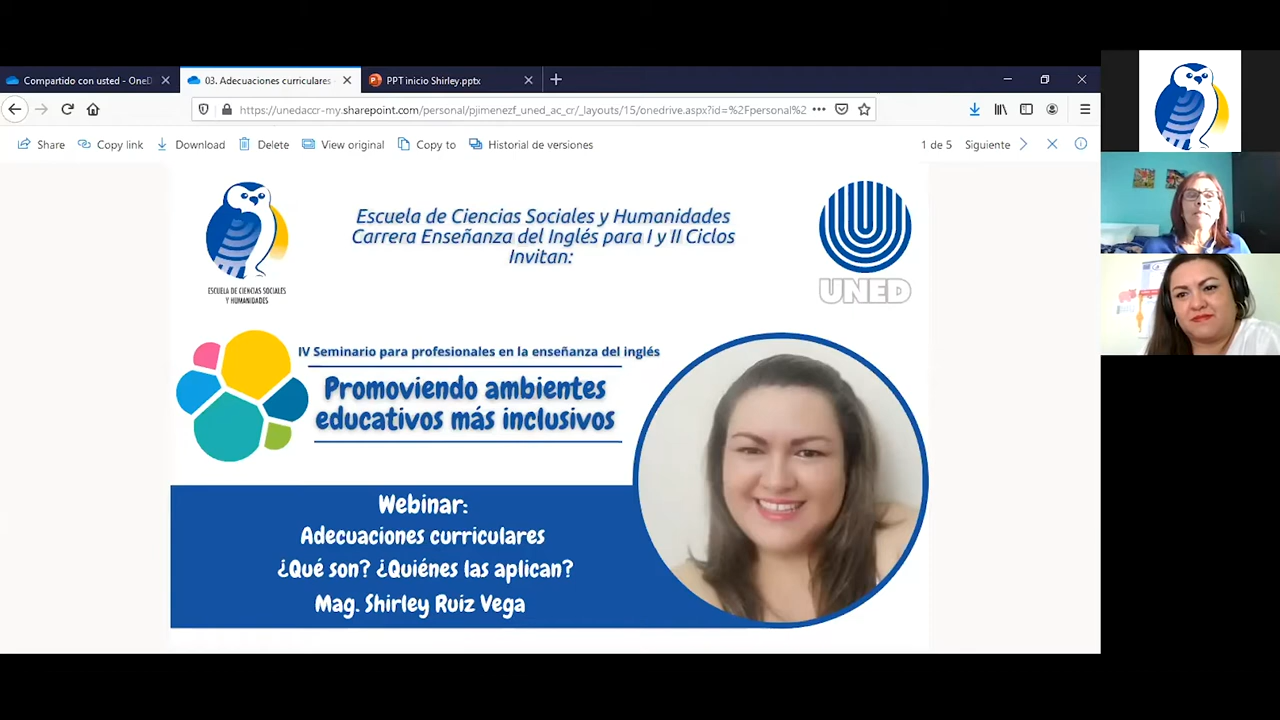 Compartido con usted - OneD
03. Adecuaciones curriculares
PPT inicio Shirley.pptx
https://unedaccr-my.sharepoint.com/personal/pjimenezf_uned_ac_cr/_layouts/15/onedrive.aspx?id=%2Fpersonal%2
Share
Copy link
Download
Delete
View original
Copy to
Historial de versiones
1 de 5
Siguiente
Escuela de Ciencias Sociales y Humanidades
Carrera Enseñanza del Inglés para I y II Ciclos
Invitan:
ESCUELA DE CIENCIAS SOCIALES
Y HUMANIDADES
UNED
IV Seminario para profesionales en la enseñanza del inglés
Promoviendo ambientes
educativos más inclusivos
Webinar:
Adecuaciones curriculares
¿Qué son? ¿Quiénes las aplican?
Mag. Shirley Ruiz Vega